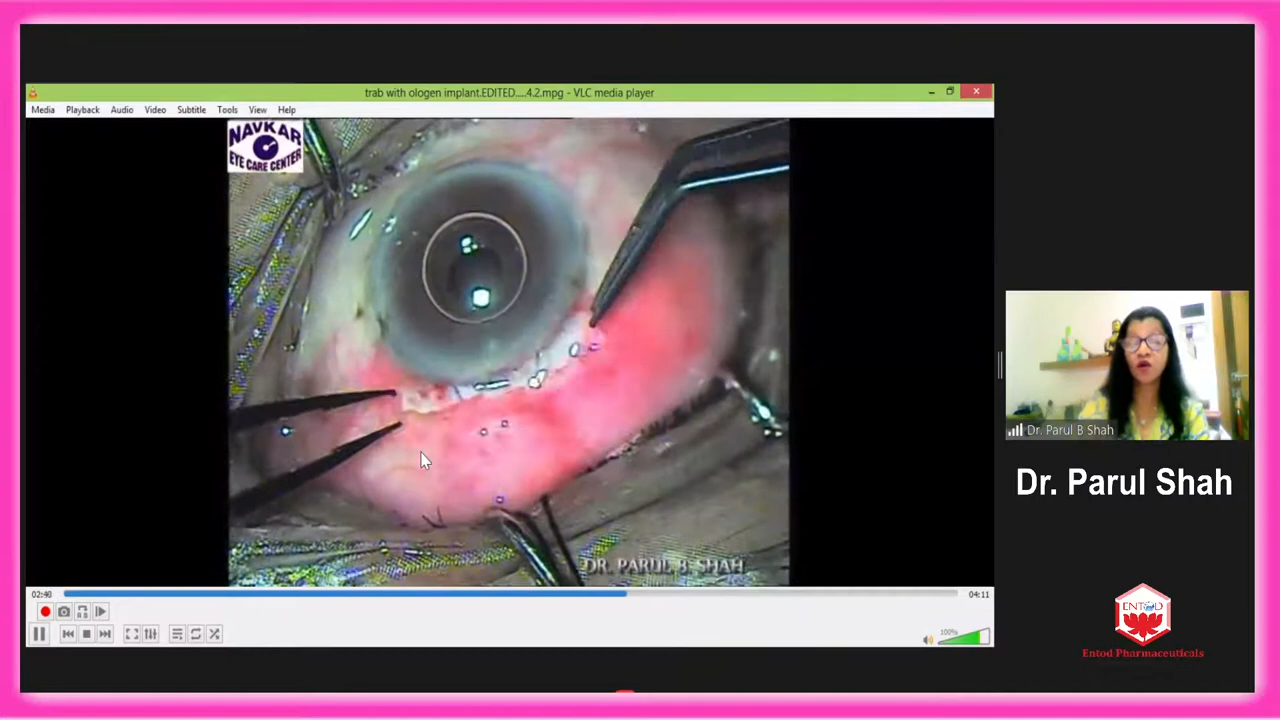 trab with ologen implant.EDITED.....4.2.mpg - VLC media player
Media Playback Audio Video Subtitle Tools View Help
NAVKAR
EYE CARE CENTER
DR. PARUL B SHAH
02:40
04:11
100%
Dr. Parul B Shah
Dr. Parul Shah
ENTOD
Entod Pharmaceuticals